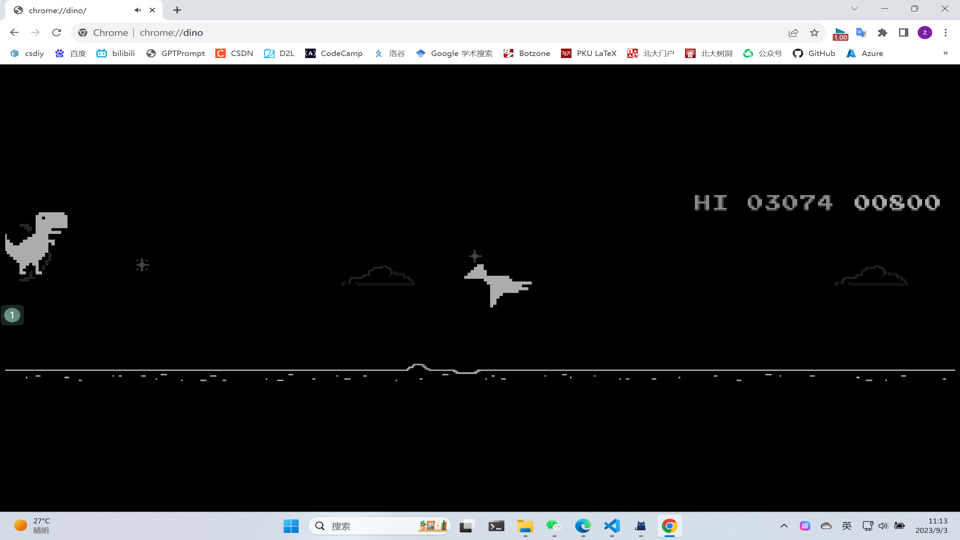 chrome://dino/
Chrome | chrome://dino 1.00 z
csdiy 百度 bilibili GPTPrompt CSDN D2L CodeCamp 洛谷 Google 学术搜索 Botzone PKU LaTeX 北大门户 北大树洞 公众号 GitHub Azure »
HI 03074 00800
1
27°C
晴朗
搜索
英
11:13
2023/9/3